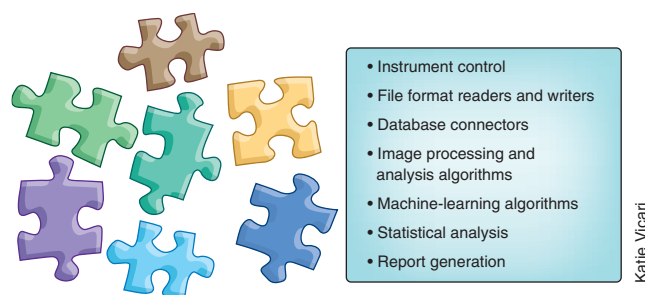 • Instrument control
• File format readers and writers
• Database connectors
• Image processing and
analysis algorithms
• Machine-learning algorithms
• Statistical analysis
• Report generation
Katie Vicari